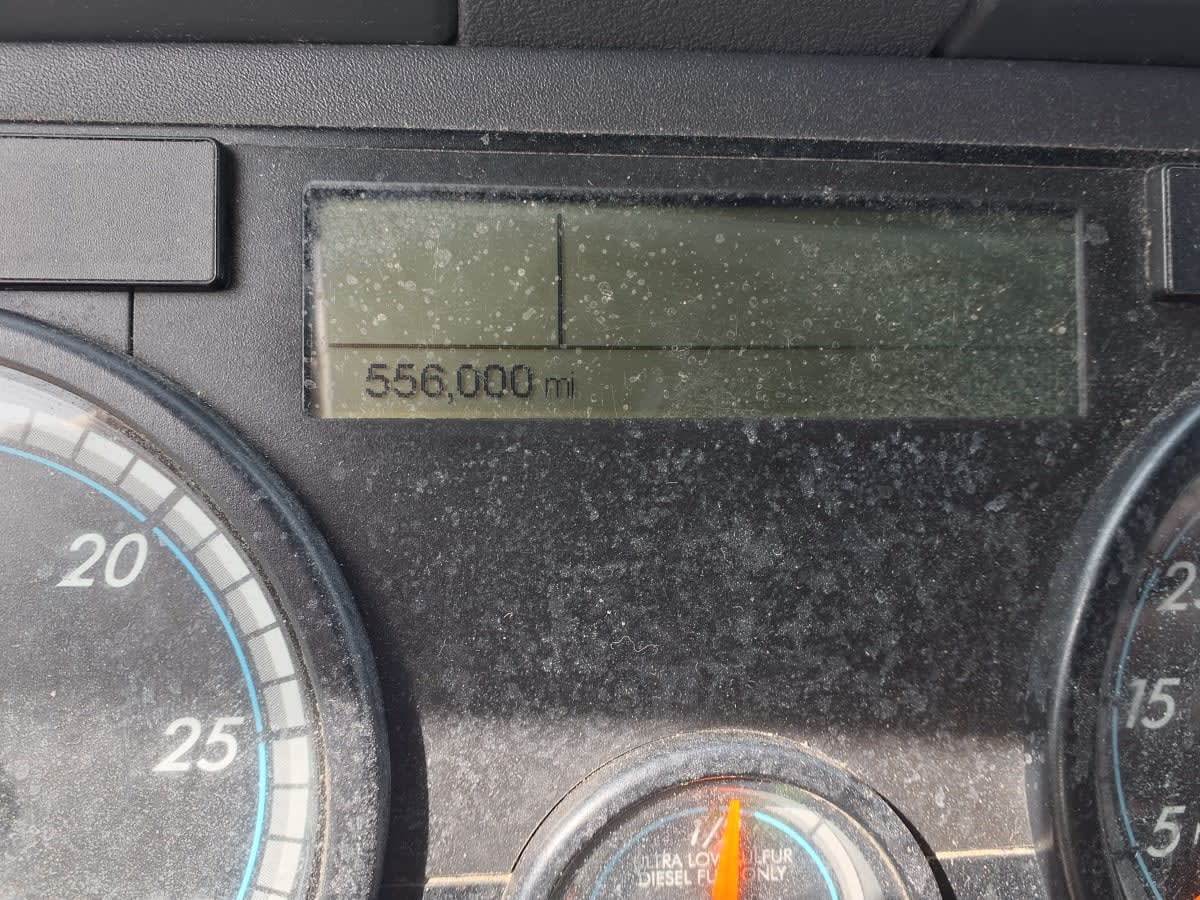 556,000 mi
20
25
15
5
ULTRA LOW SULFUR
DIESEL FUEL ONLY